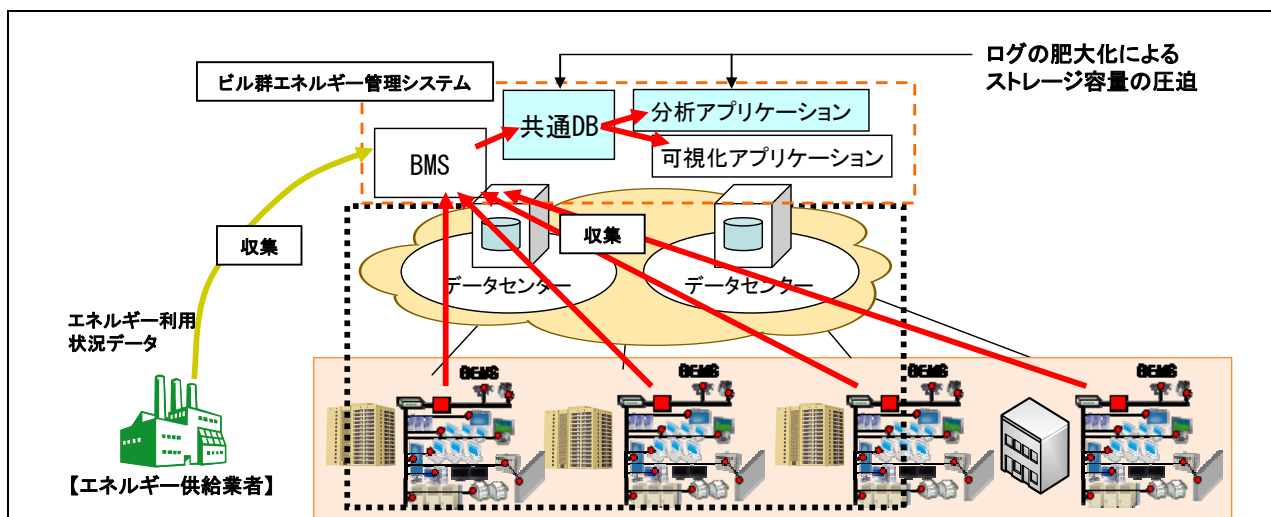 ログの肥大化による
ストレージ容量の圧迫
ビル群エネルギー管理システム
共通DB
分析アプリケーション
可視化アプリケーション
BMS
収集
収集
データセンター
データセンター
エネルギー利用
状況データ
BEMS
BEMS
BEMS
BEMS
【エネルギー供給業者】